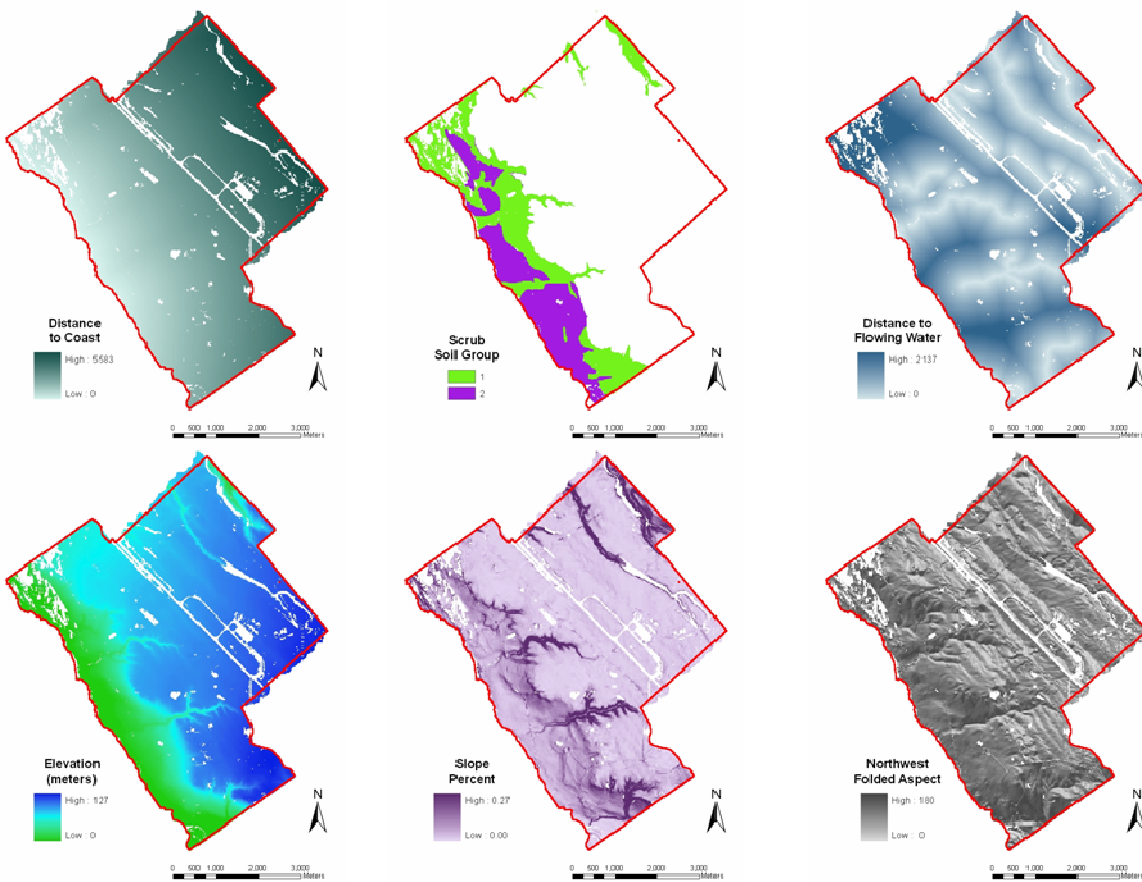 Distance
to Coast
High : 5583
Low : 0
N
0 500 1,000 2,000 3,000
Meters
Scrub
Soil Group
1
2
N
0 500 1,000 2,000 3,000
Meters
Distance to
Flowing Water
High : 2137
Low : 0
N
0 500 1,000 2,000 3,000
Meters
Elevation
(meters)
High : 127
Low : 0
N
0 500 1,000 2,000 3,000
Meters
Slope
Percent
High : 0.27
Low : 0.00
N
0 500 1,000 2,000 3,000
Meters
Northwest
Folded Aspect
High : 180
Low : 0
N
0 500 1,000 2,000 3,000
Meters